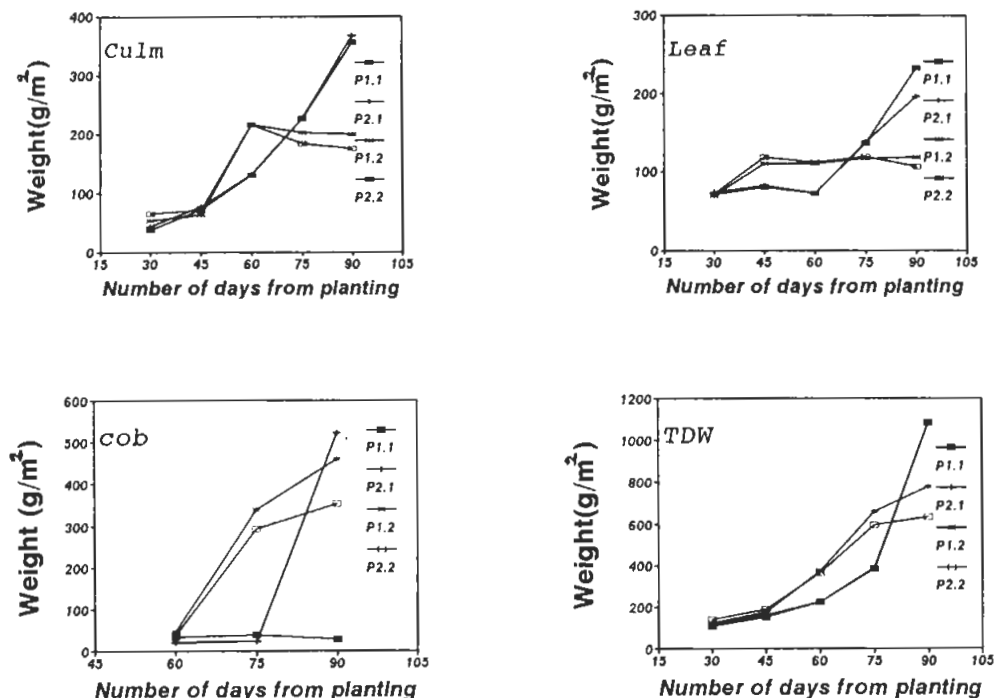 Culm
Weight(g/m²)
400
300
200
100
0
15 30 45 60 75 90 105
Number of days from planting
P1.1
P2.1
P1.2
P2.2
Leaf
Weight(g/m²)
300
200
100
0
15 30 45 60 75 90 105
Number of days from planting
P1.1
P2.1
P1.2
P2.2
cob
Weight (g/m²)
600
500
400
300
200
100
0
45 60 75 90 105
Number of days from planting
P1.1
P2.1
P1.2
P2.2
TDW
Weight(g/m²)
1200
1000
800
600
400
200
0
15 30 45 60 75 90 105
Number of days from planting
P1.1
P2.1
P1.2
P2.2